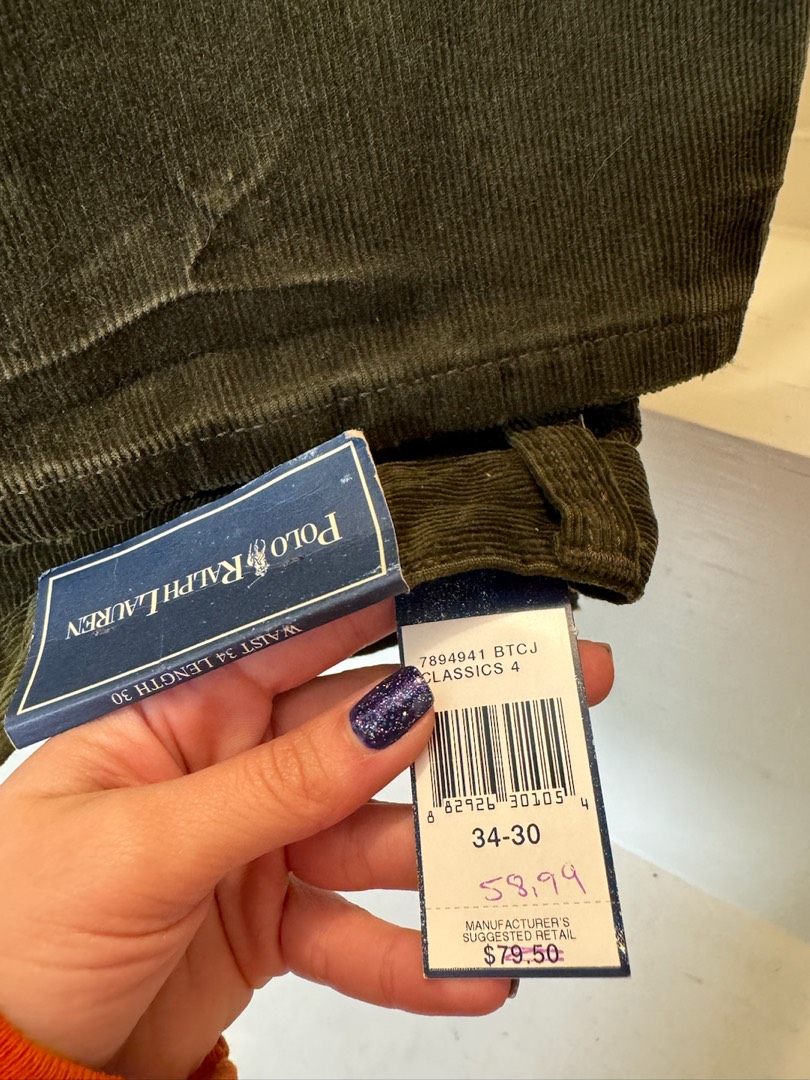 POLO RALPH LAUREN
WAIST 34 LENGTH 30
7894941 BTCJ
CLASSICS 4
8 82926 30105 4
34-30
58.99
MANUFACTURER'S
SUGGESTED RETAIL
$79.50